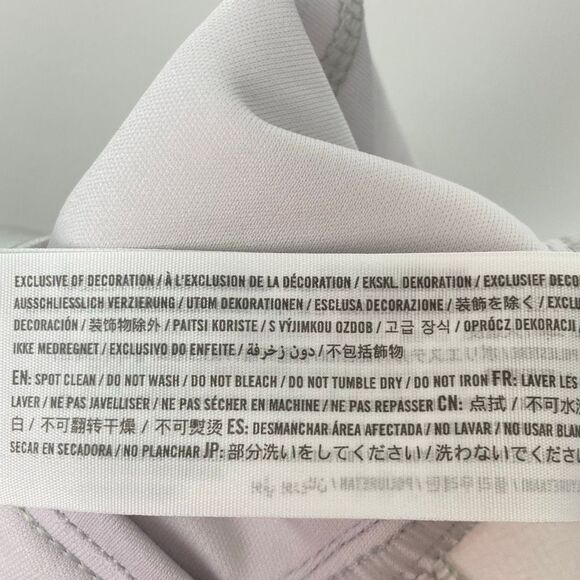 EXCLUSIVE OF DECORATION / À L'EXCLUSION DE LA DÉCORATION / EKSKL. DEKORATION / EXCLUSIEF DECO
AUSSCHLIESSLICH VERZIERUNG / UTOM DEKORATIONEN / ESCLUSA DECORAZIONE / 装飾を除く / EXCLU
DECORACIÓN / 装饰物除外 / PAITSI KORISTE / S VÝJIMKOU OZDOB / 고급 장식 / OPRÓCZ DEKORACJI
IKKE MEDREGNET / EXCLUSIVO DO ENFEITE / دون زخرفة / 不包括飾物
EN: SPOT CLEAN / DO NOT WASH / DO NOT BLEACH / DO NOT TUMBLE DRY / DO NOT IRON FR: LAVER LES
LAVER / NE PAS JAVELLISER / NE PAS SÉCHER EN MACHINE / NE PAS REPASSER CN: 点拭 / 不可水
白 / 不可翻转干燥 / 不可熨烫 ES: DESMANCHAR ÁREA AFECTADA / NO LAVAR / NO USAR BLAN
SECAR EN SECADORA / NO PLANCHAR JP: 部分洗いをしてください / 洗わないでくださ